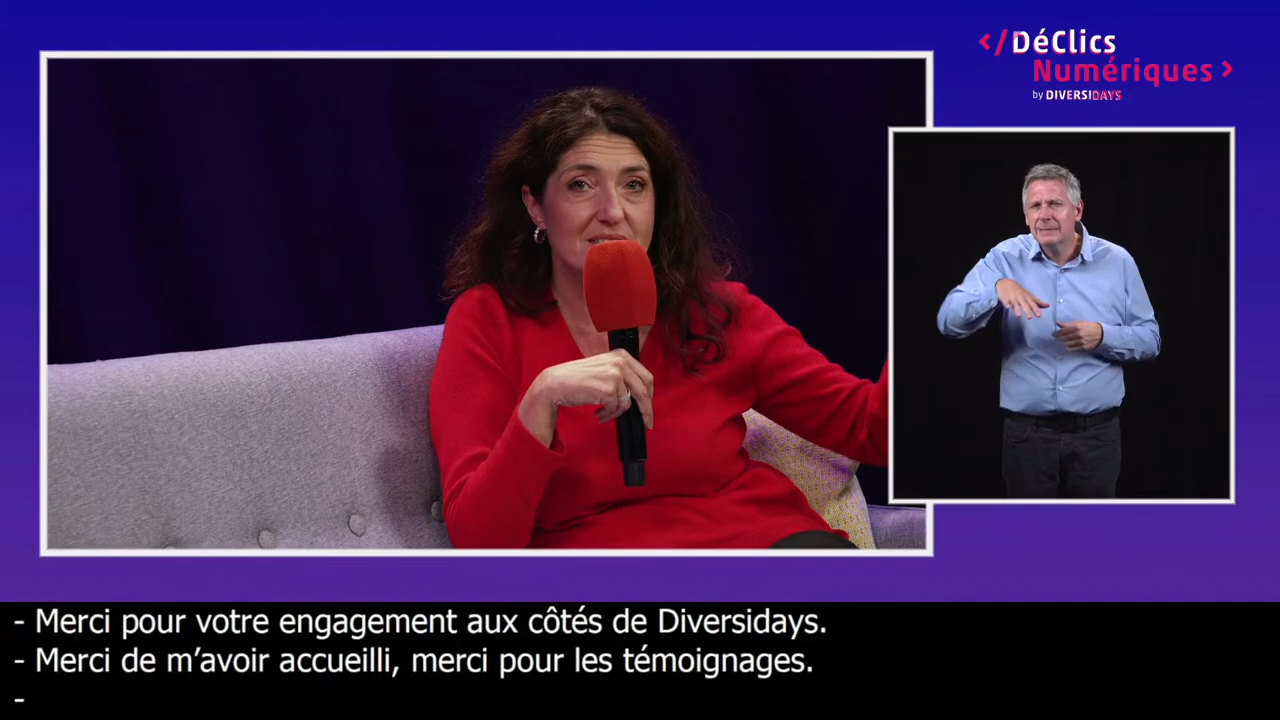 </DéClics
Numériques>
by DIVERSIDAYS
- Merci pour votre engagement aux côtés de Diversidays.
- Merci de m’avoir accueilli, merci pour les témoignages.
-